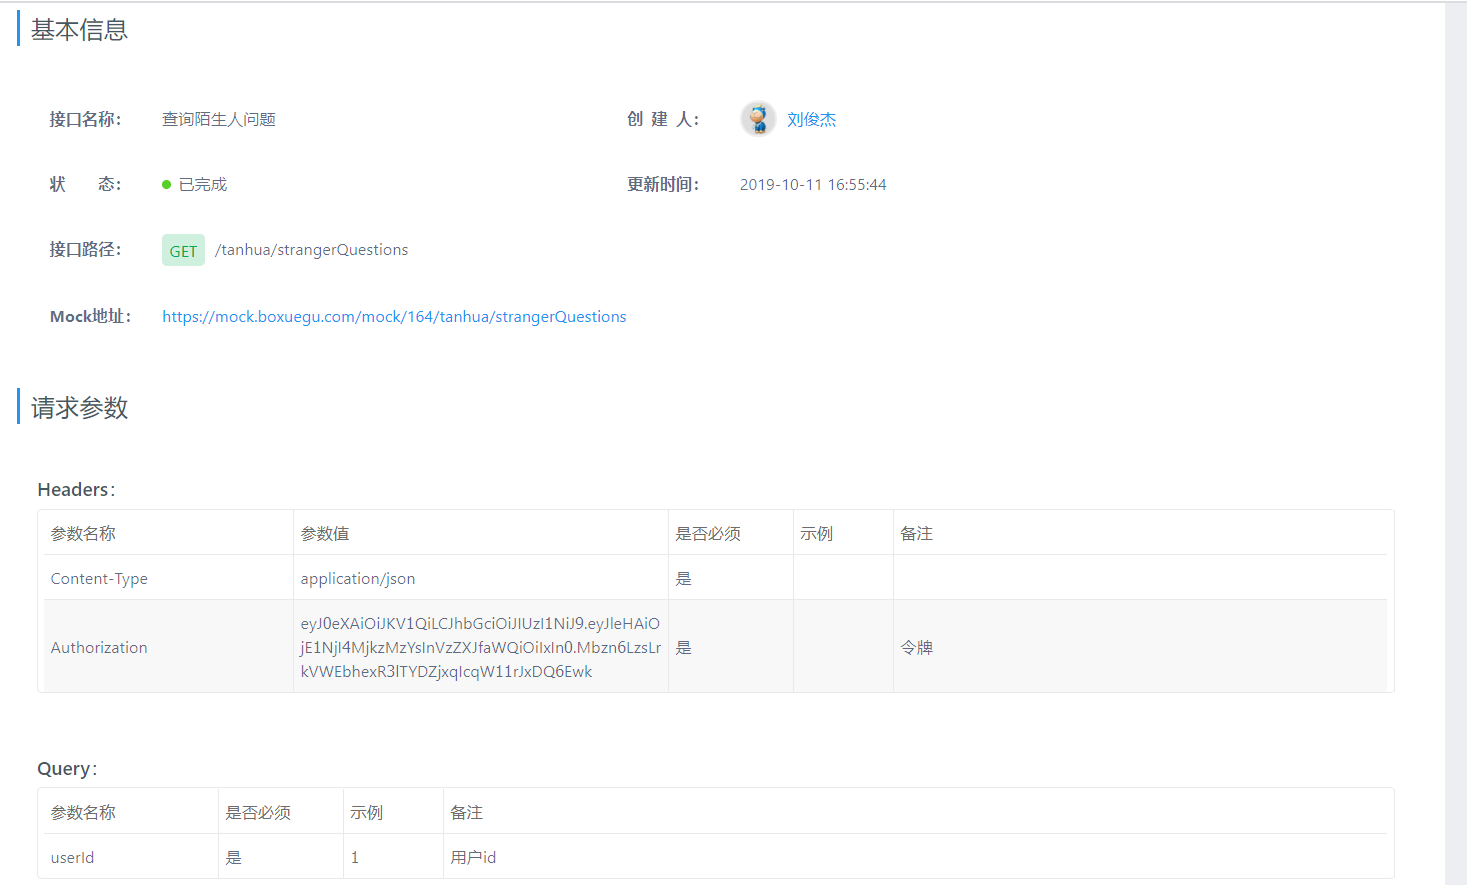 基本信息
接口名称： 查询陌生人问题 创 建 人： 刘俊杰
状 态： 已完成 更新时间： 2019-10-11 16:55:44
接口路径： GET /tanhua/strangerQuestions
Mock地址： https://mock.boxuegu.com/mock/164/tanhua/strangerQuestions
请求参数
Headers：
参数名称 参数值 是否必须 示例 备注
Content-Type application/json 是
eyJ0eXAiOiJKV1QiLCJhbGciOiJIUzI1NiJ9.eyJleHAiO
Authorization jE1NjI4MjkzMzYsInVzZXJfaWQiOiIxIn0.Mbzn6LzsLr 是 令牌
kVWEbhexR3lTYDZjxqIcqW11rJxDQ6Ewk
Query：
参数名称 是否必须 示例 备注
userId 是 1 用户id